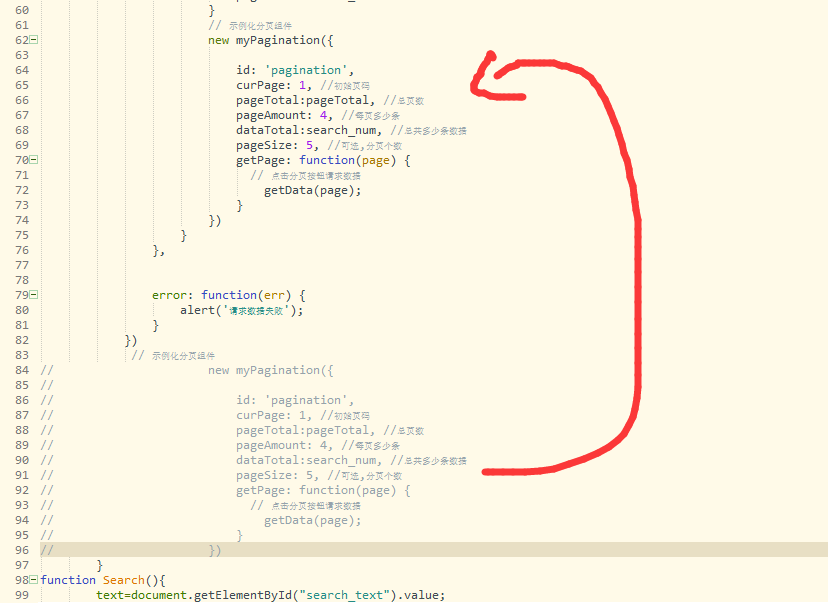 60 }
61 // 示例化分页组件
62 new myPagination({
63
64 id: 'pagination',
65 curPage: 1, //初始页码
66 pageTotal:pageTotal, //总页数
67 pageAmount: 4, //每页多少条
68 dataTotal:search_num, //总共多少条数据
69 pageSize: 5, //可选,分页个数
70 getPage: function(page) {
71 // 点击分页按钮请求数据
72 getData(page);
73 }
74 })
75 }
76 },
77
78
79 error: function(err) {
80 alert('请求数据失败');
81 }
82 })
83 // 示例化分页组件
84 // new myPagination({
85 //
86 // id: 'pagination',
87 // curPage: 1, //初始页码
88 // pageTotal:pageTotal, //总页数
89 // pageAmount: 4, //每页多少条
90 // dataTotal:search_num, //总共多少条数据
91 // pageSize: 5, //可选,分页个数
92 // getPage: function(page) {
93 // // 点击分页按钮请求数据
94 // getData(page);
95 // }
96 // })
97 }
98 function Search(){
99 text=document.getElementById("search_text").value;